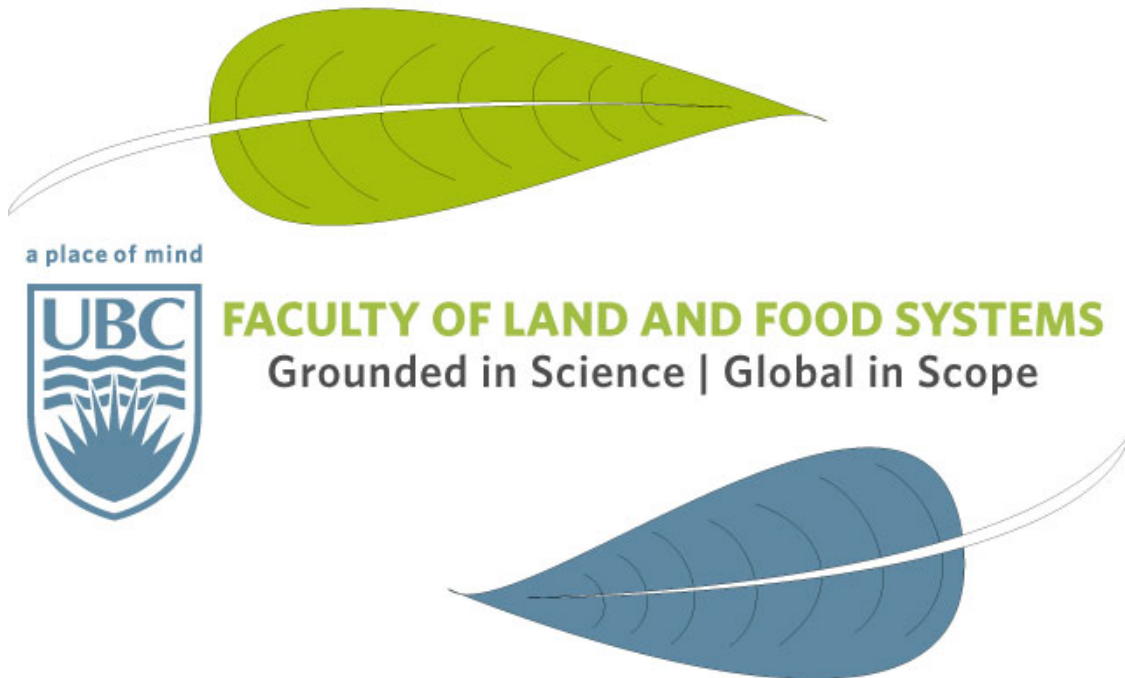 a place of mind
UBC
FACULTY OF LAND AND FOOD SYSTEMS
Grounded in Science | Global in Scope